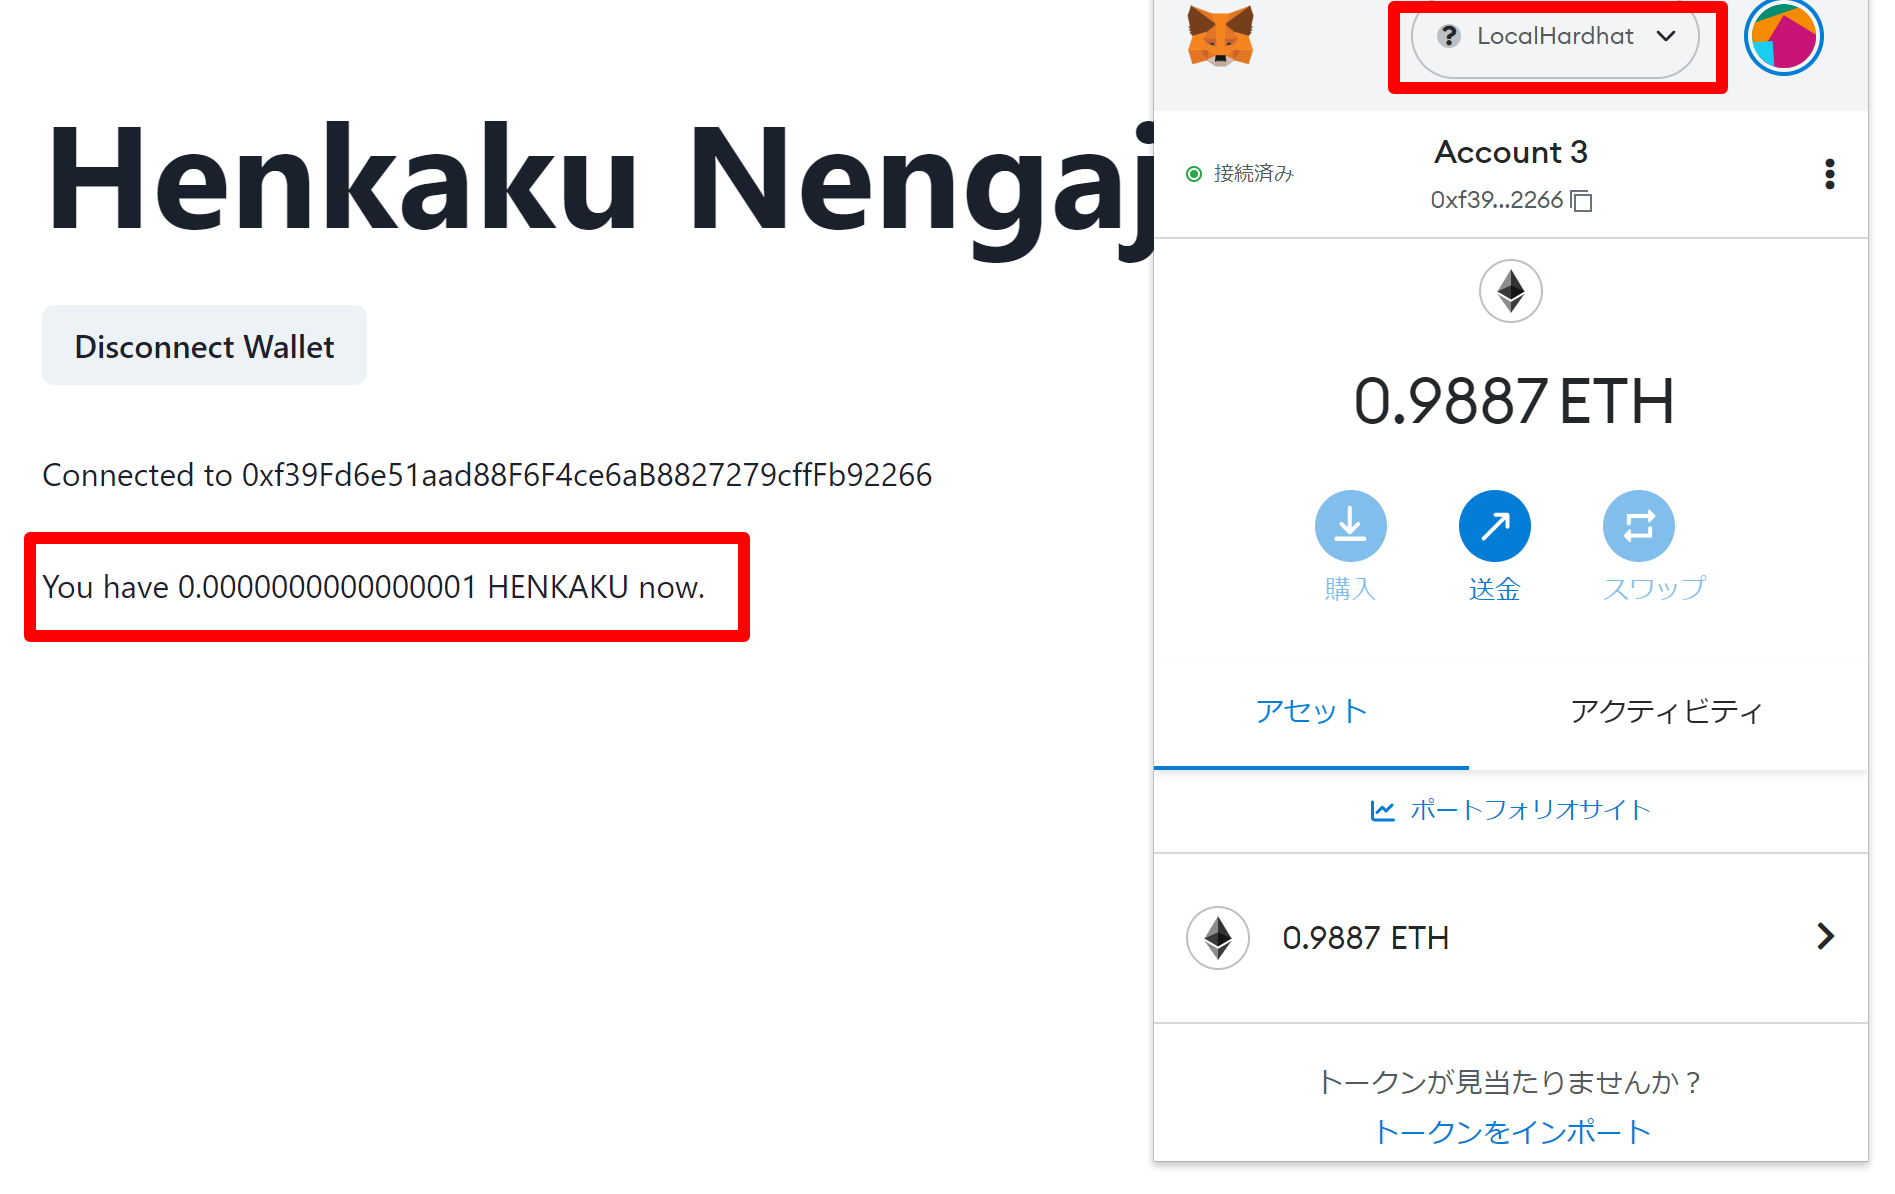 Henkaku Nengaj
Disconnect Wallet
Connected to 0xf39Fd6e51aad88F6F4ce6aB8827279cffFb92266
You have 0.0000000000000001 HENKAKU now.
LocalHardhat
接続済み
Account 3
0xf39...2266
0.9887 ETH
購入
送金
スワップ
アセット
アクティビティ
ポートフォリオサイト
0.9887 ETH
トークンが見当たりませんか？
トークンをインポート